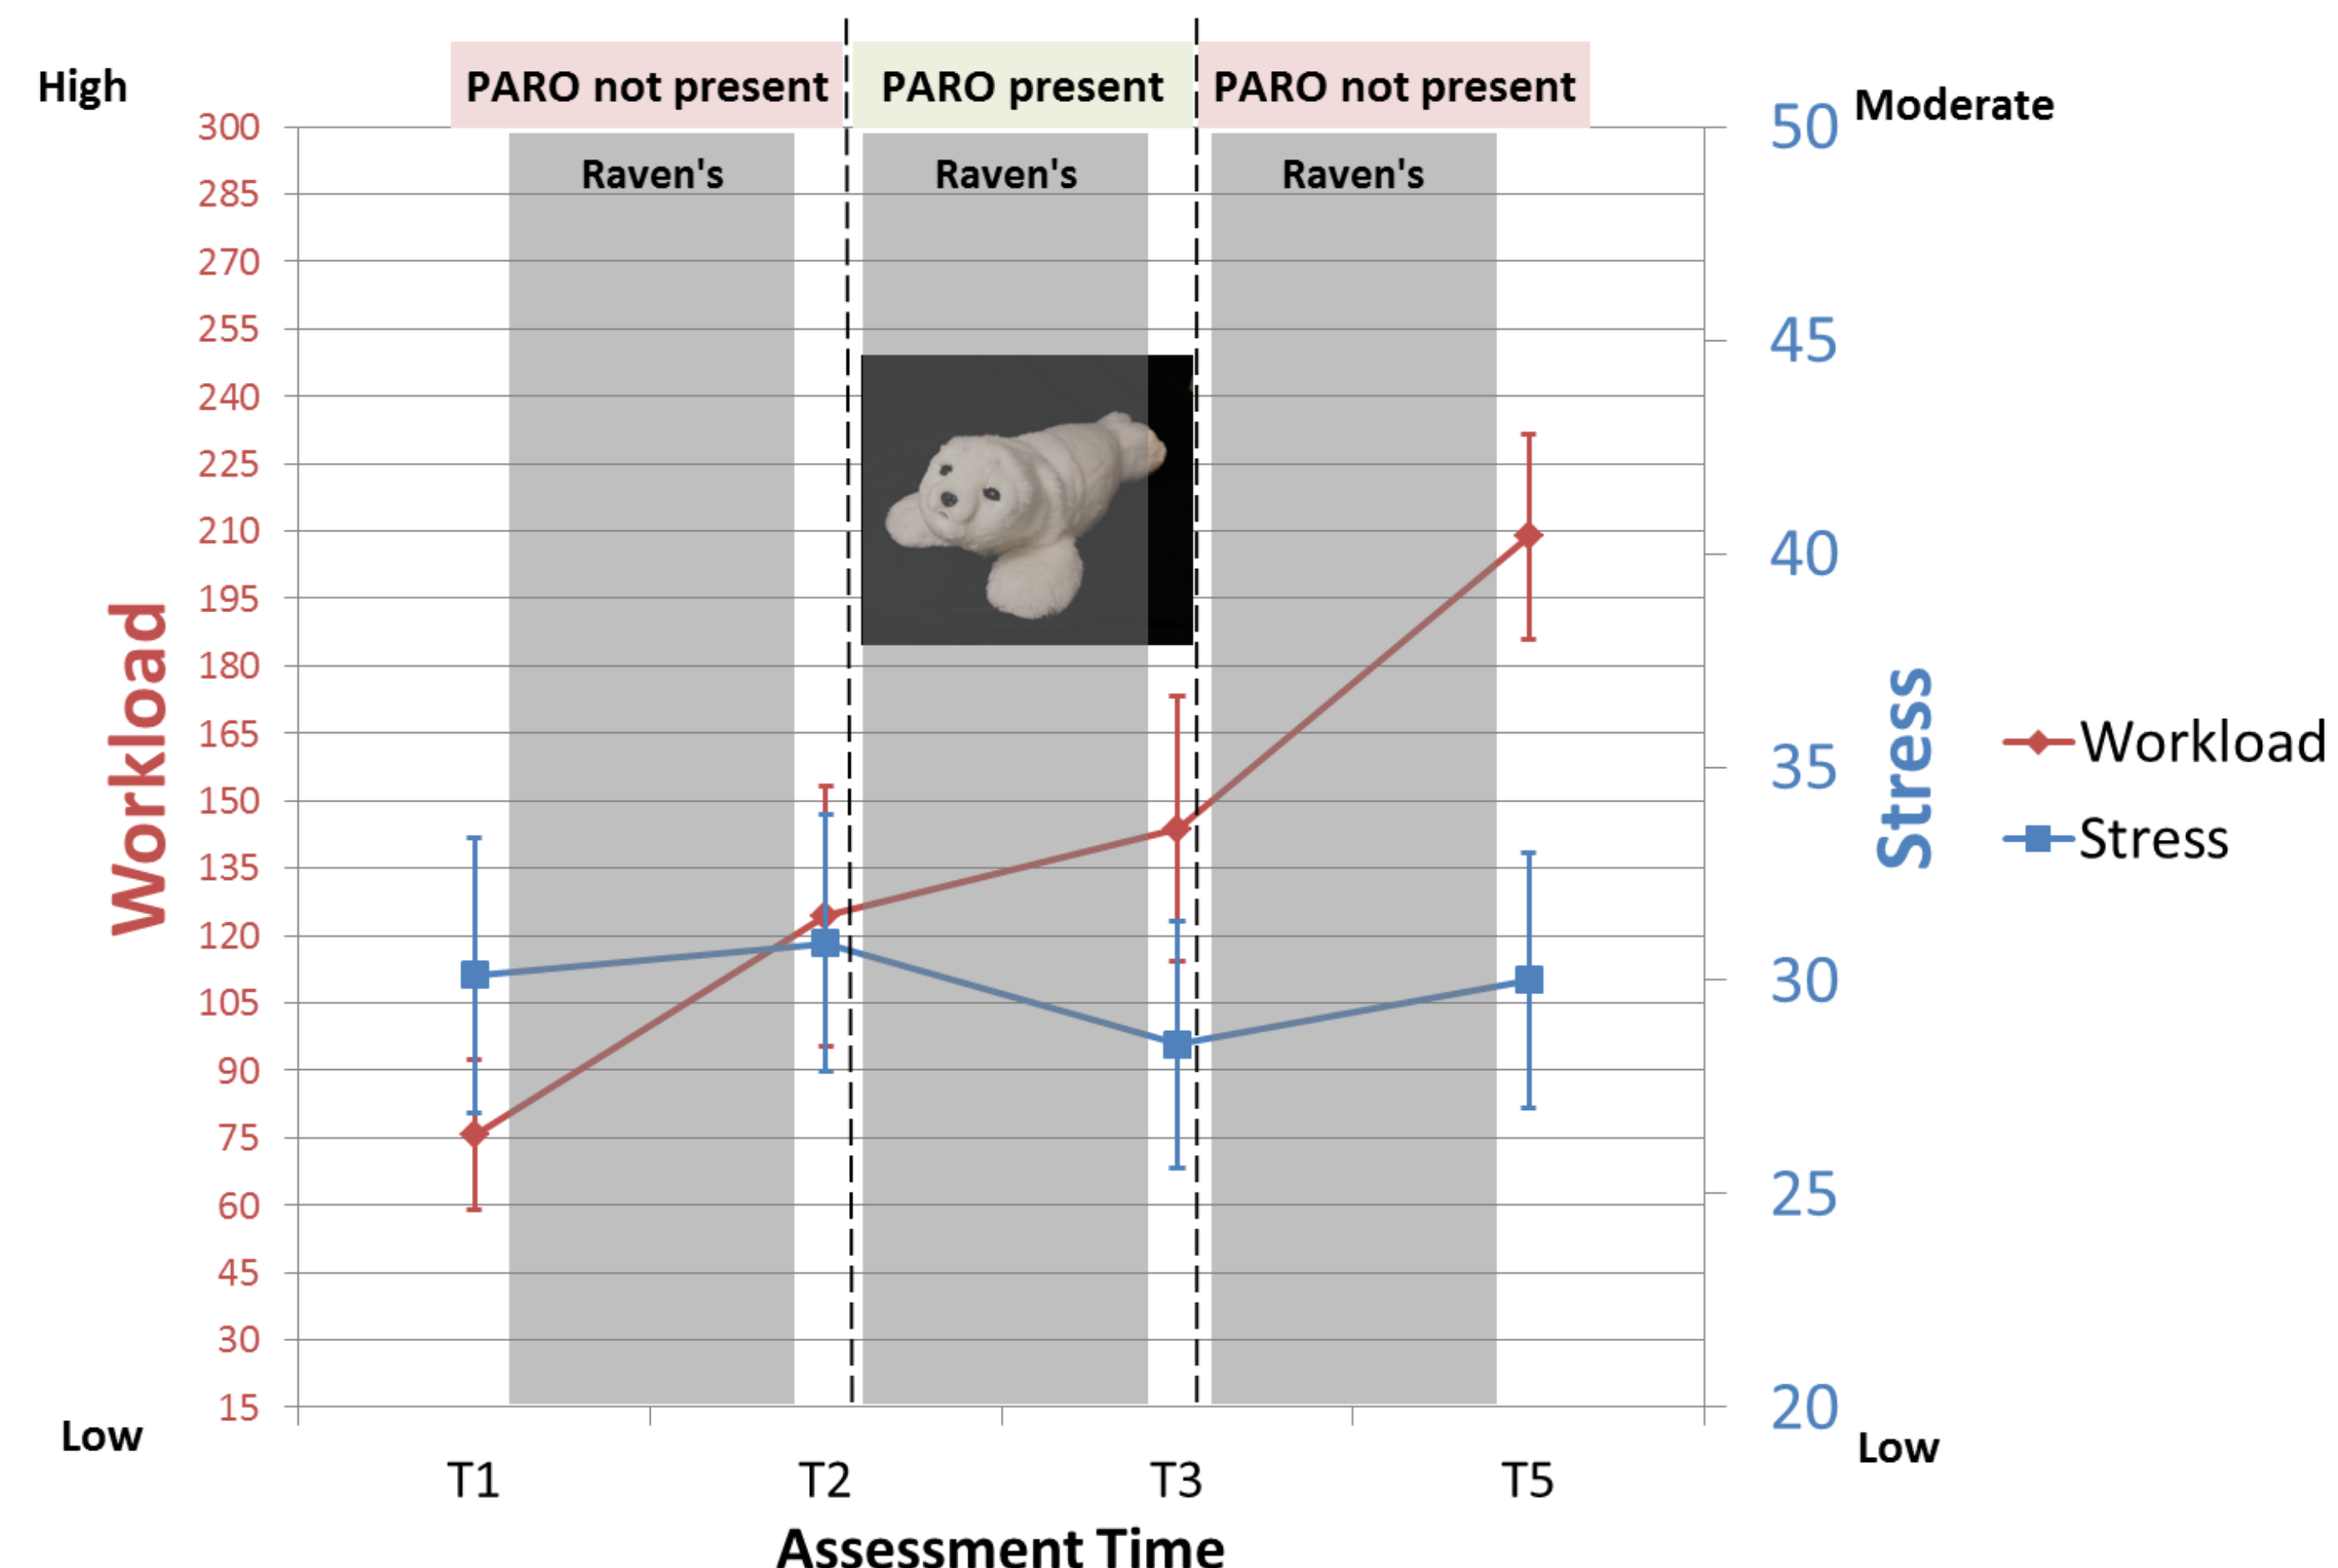 High
PARO not present
PARO present
PARO not present
Moderate
Raven's
Raven's
Raven's
300
285
270
255
240
225
210
195
180
165
150
135
120
105
90
75
60
45
30
15
Low
Workload
50
45
40
35
30
25
20
Low
Stress
Workload
Stress
T1
T2
T3
T5
Assessment Time